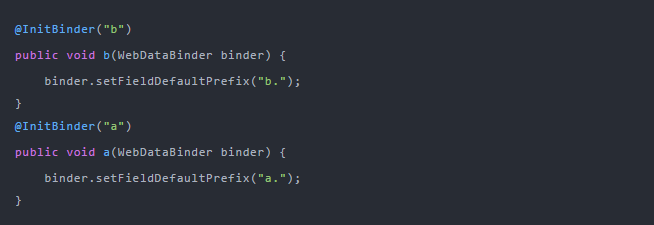 @InitBinder("b")
public void b(WebDataBinder binder) {
    binder.setFieldDefaultPrefix("b.");
}
@InitBinder("a")
public void a(WebDataBinder binder) {
    binder.setFieldDefaultPrefix("a.");
}